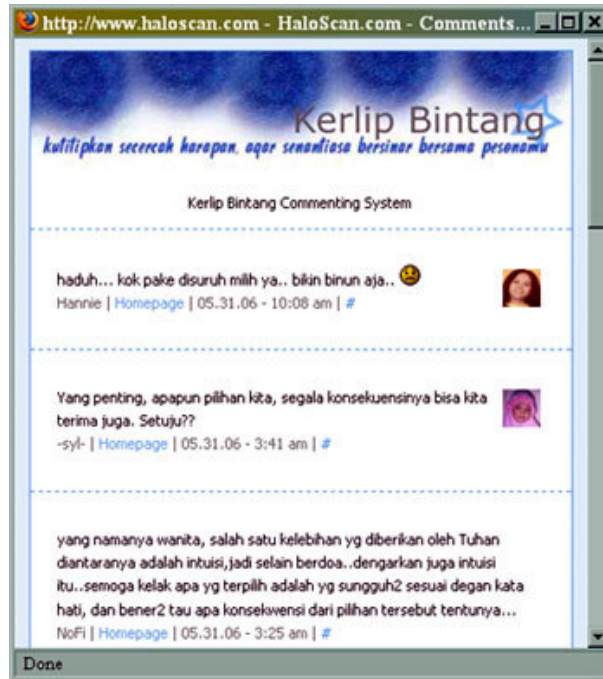 http://www.haloscan.com - HaloScan.com - Comments...
Kerlip Bintang
kutitipkan secercah harapan, agar senantiasa bersinar bersama pesonamu
Kerlip Bintang Commenting System
haduh... kok pake disuruh milih ya.. bikin binun aja..
Hannie | Homepage | 05.31.06 - 10:08 am | #
Yang penting, apapun pilihan kita, segala konsekuensinya bisa kita
terima juga. Setuju??
-syl- | Homepage | 05.31.06 - 3:41 am | #
yang namanya wanita, salah satu kelebihan yg diberikan oleh Tuhan
diantaranya adalah intuisi,jadi selain berdoa..dengarkan juga intuisi
itu..semoga kelak apa yg terpilih adalah yg sungguh2 sesuai degan kata
hati, dan bener2 tau apa konsekwensi dari pilihan tersebut tentunya...
NoFi | Homepage | 05.31.06 - 3:25 am | #
Done